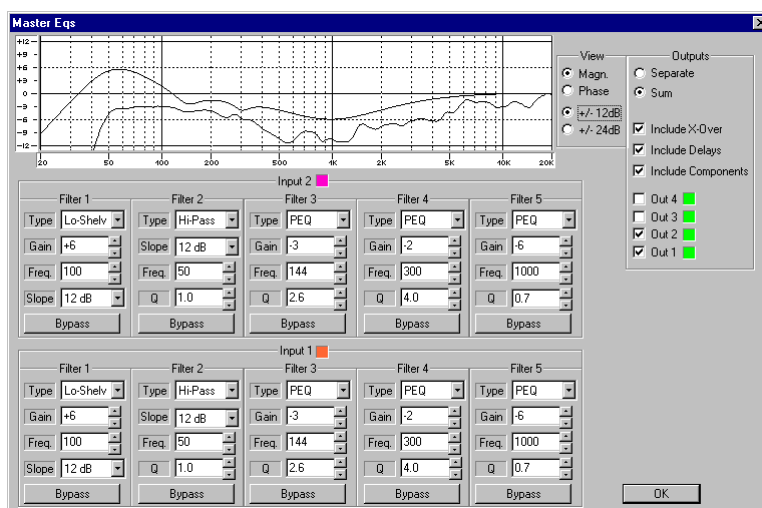 Master Eqs
+12
+9
+6
+3
0
-3
-6
-9
-12
20 50 100 200 500 1K 2K 5K 10K 20K
View
Magn.
Phase
+/- 12dB
+/- 24dB
Outputs
Separate
Sum
Include X-Over
Include Delays
Include Components
Out 4
Out 3
Out 2
Out 1
Input 2
Filter 1 Filter 2 Filter 3 Filter 4 Filter 5
Type Lo-Shelv Type Hi-Pass Type PEQ Type PEQ Type PEQ
Gain +6 Slope 12 dB Gain -3 Gain -2 Gain -6
Freq. 100 Freq. 50 Freq. 144 Freq. 300 Freq. 1000
Slope 12 dB Q 1.0 Q 2.6 Q 4.0 Q 0.7
Bypass Bypass Bypass Bypass Bypass
Input 1
Filter 1 Filter 2 Filter 3 Filter 4 Filter 5
Type Lo-Shelv Type Hi-Pass Type PEQ Type PEQ Type PEQ
Gain +6 Slope 12 dB Gain -3 Gain -2 Gain -6
Freq. 100 Freq. 50 Freq. 144 Freq. 300 Freq. 1000
Slope 12 dB Q 1.0 Q 2.6 Q 4.0 Q 0.7
Bypass Bypass Bypass Bypass Bypass
OK